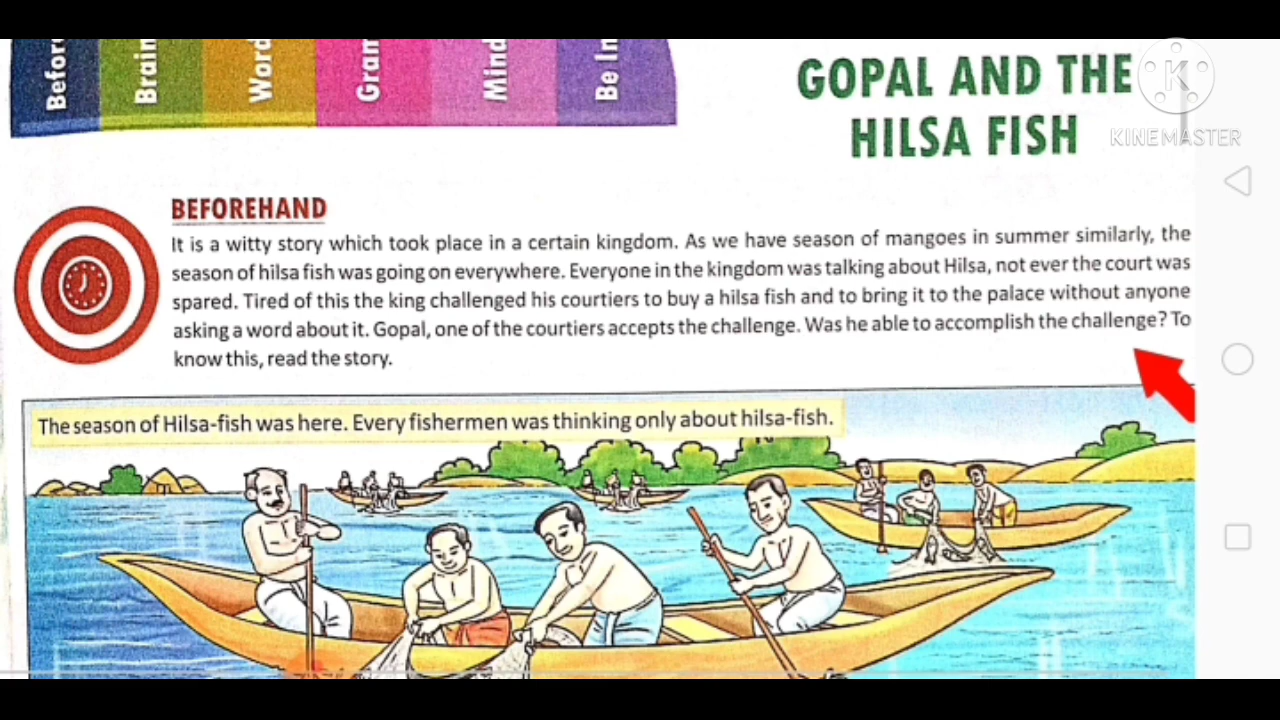 Before
Brain
Word
Gram
Mind
Be In
GOPAL AND THE
HILSA FISH
K
KINEMASTER
BEFOREHAND
It is a witty story which took place in a certain kingdom. As we have season of mangoes in summer similarly, the
season of hilsa fish was going on everywhere. Everyone in the kingdom was talking about Hilsa, not ever the court was
spared. Tired of this the king challenged his courtiers to buy a hilsa fish and to bring it to the palace without anyone
asking a word about it. Gopal, one of the courtiers accepts the challenge. Was he able to accomplish the challenge? To
know this, read the story.
The season of Hilsa-fish was here. Every fishermen was thinking only about hilsa-fish.